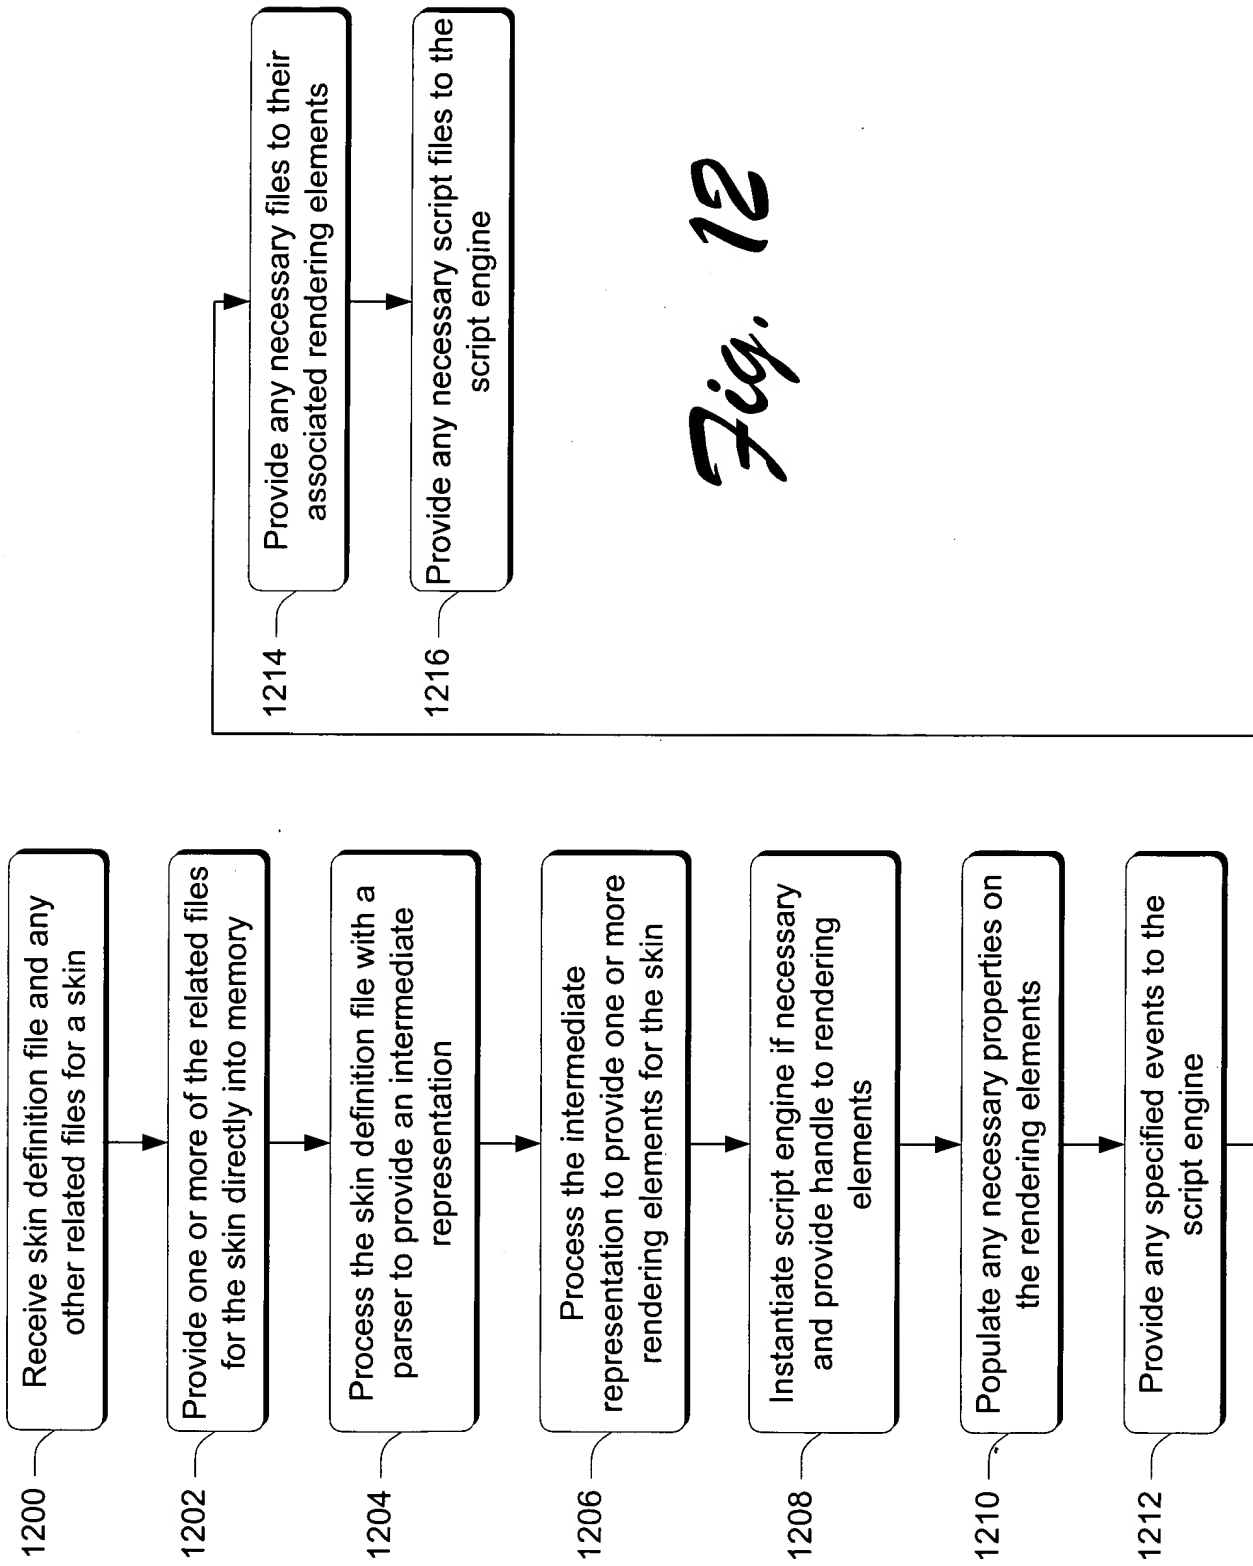 1200
Receive skin definition file and any
other related files for a skin
1202
Provide one or more of the related files
for the skin directly into memory
1204
Process the skin definition file with a
parser to provide an intermediate
representation
1206
Process the intermediate
representation to provide one or more
rendering elements for the skin
1208
Instantiate script engine if necessary
and provide handle to rendering
elements
1210
Populate any necessary properties on
the rendering elements
1212
Provide any specified events to the
script engine
1214
Provide any necessary files to their
associated rendering elements
1216
Provide any necessary script files to the
script engine
Fig. 12